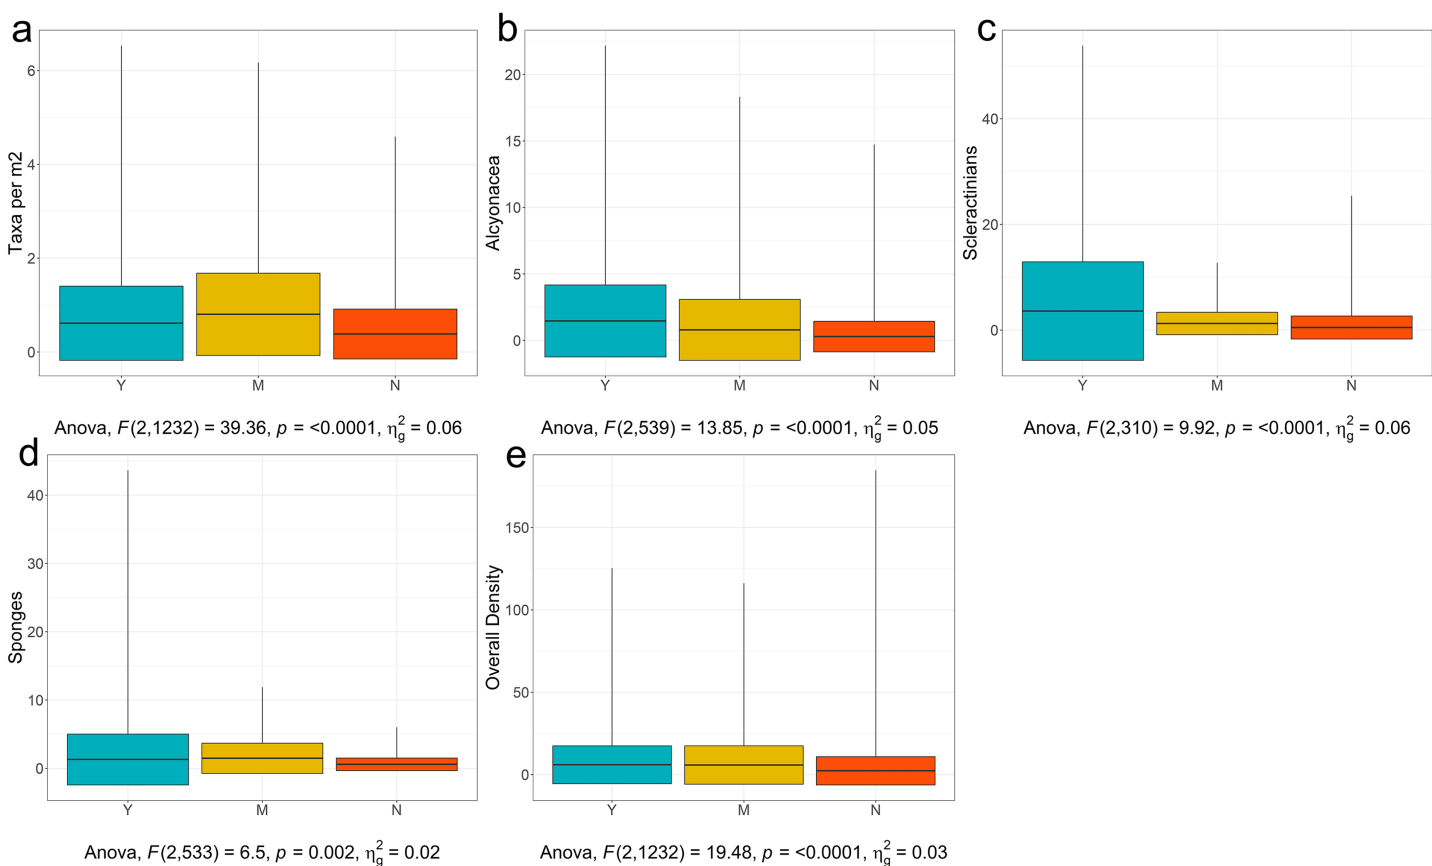 a
Taxa per m2
6
4
2
0
Y M N
Anova, F(2,1232) = 39.36, p = <0.0001, η²g = 0.06
b
Alcyonacea
20
15
10
5
0
Y M N
Anova, F(2,539) = 13.85, p = <0.0001, η²g = 0.05
c
Scleractinians
40
20
0
Y M N
Anova, F(2,310) = 9.92, p = <0.0001, η²g = 0.06
d
Sponges
40
30
20
10
0
Y M N
Anova, F(2,533) = 6.5, p = 0.002, η²g = 0.02
e
Overall Density
150
100
50
0
Y M N
Anova, F(2,1232) = 19.48, p = <0.0001, η²g = 0.03